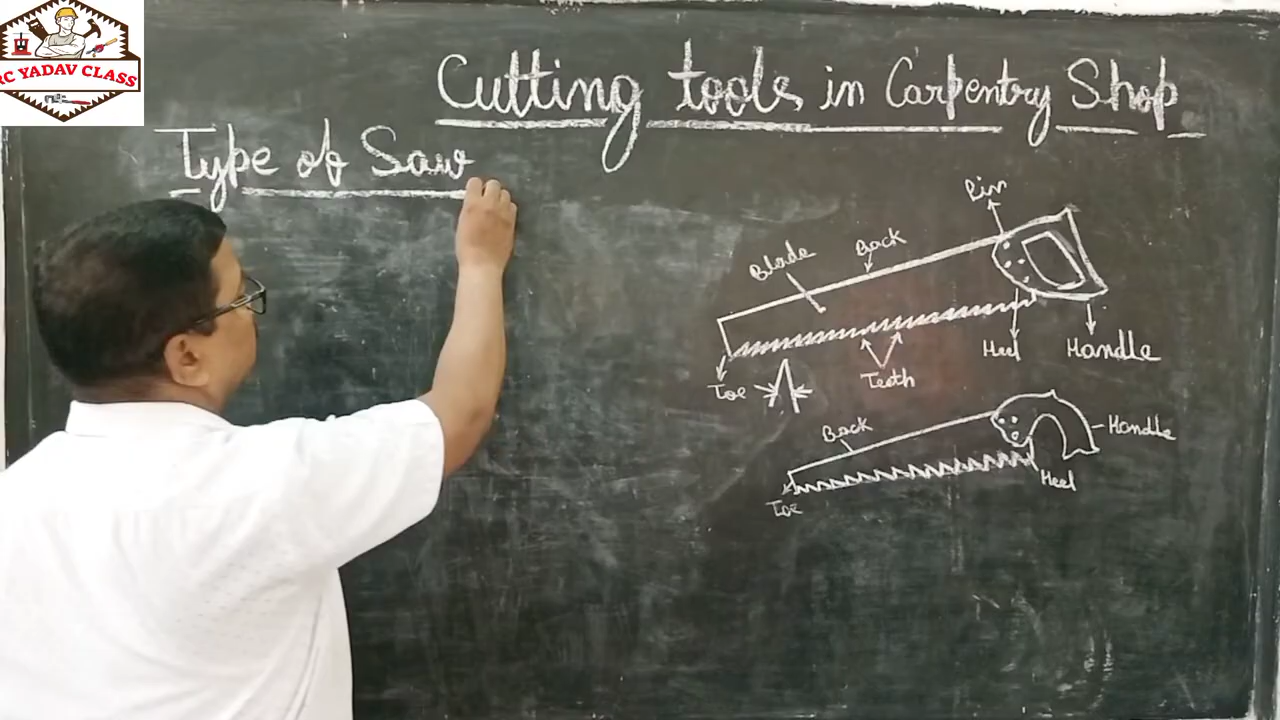 RC YADAV CLASS
Cutting tools in Carpentry Shop
Type of Saw
Blade
Back
Toe
Teeth
Heel
Handle
Back
Handle
Toe
Heel